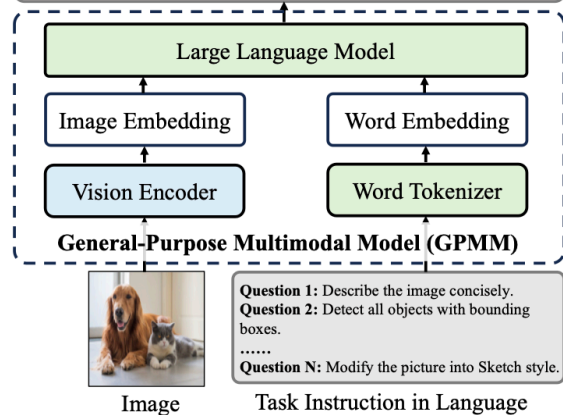 Large Language Model
Image Embedding
Word Embedding
Vision Encoder
Word Tokenizer
General-Purpose Multimodal Model (GPMM)
Question 1: Describe the image concisely.
Question 2: Detect all objects with bounding
boxes.
......
Question N: Modify the picture into Sketch style.
Image
Task Instruction in Language